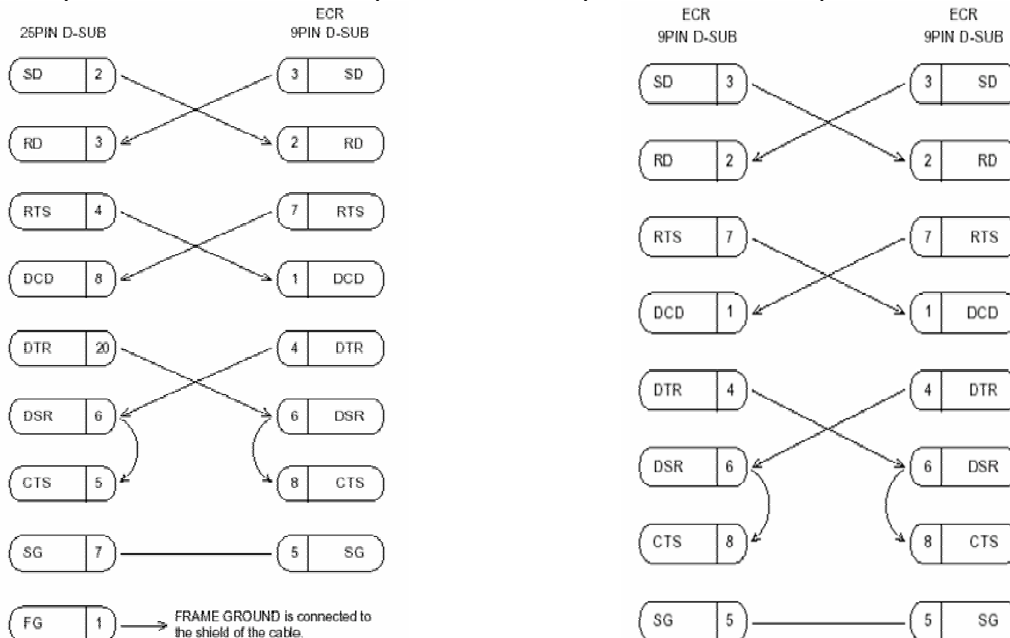 25PIN D-SUB
ECR
9PIN D-SUB
SD 2
3 SD
RD 3
2 RD
RTS 4
7 RTS
DCD 8
1 DCD
DTR 20
4 DTR
DSR 6
6 DSR
CTS 5
8 CTS
SG 7
5 SG
FG 1
FRAME GROUND is connected to
the shield of the cable.
ECR
9PIN D-SUB
ECR
9PIN D-SUB
SD 3
3 SD
RD 2
2 RD
RTS 7
7 RTS
DCD 1
1 DCD
DTR 4
4 DTR
DSR 6
6 DSR
CTS 8
8 CTS
SG 5
5 SG